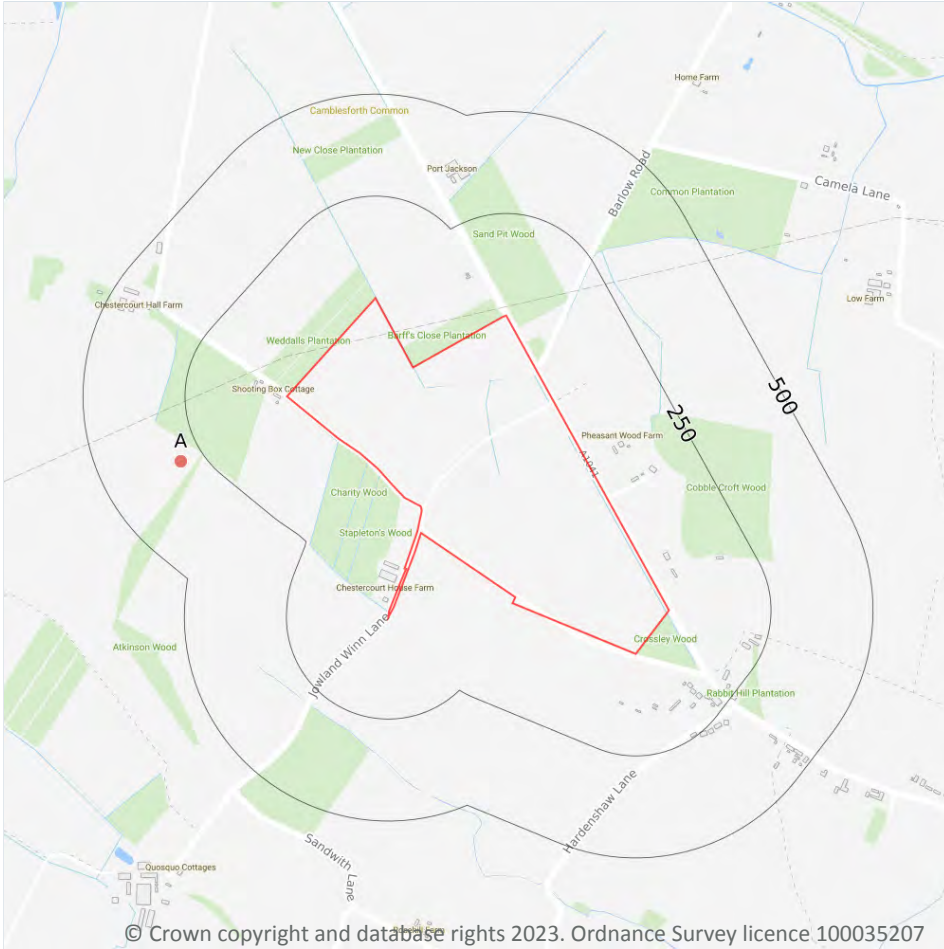 Home Farm
Camblesforth Common
New Close Plantation
Port Jackson
Barlow Road
Common Plantation
Camela Lane
Sand Pit Wood
Low Farm
Chestercourt Hall Farm
Weddalls Plantation
Barff's Close Plantation
Shooting Box Cottage
500
250
A
Pheasant Wood Farm
A1041
Cobble Croft Wood
Charity Wood
Stapleton's Wood
Chestercourt House Farm
Jowland Winn Lane
Crossley Wood
Atkinson Wood
Rabbit Hill Plantation
Hardenshaw Lane
Sandwith Lane
Quosquo Cottages
© Crown copyright and database rights 2023. Ordnance Survey licence 100035207